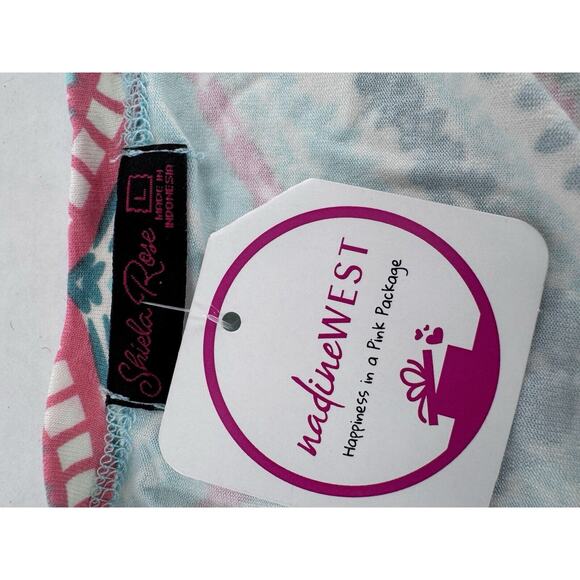 Shiela Rose
L
MADE IN
INDONESIA
nadineWEST
Happiness in a Pink Package